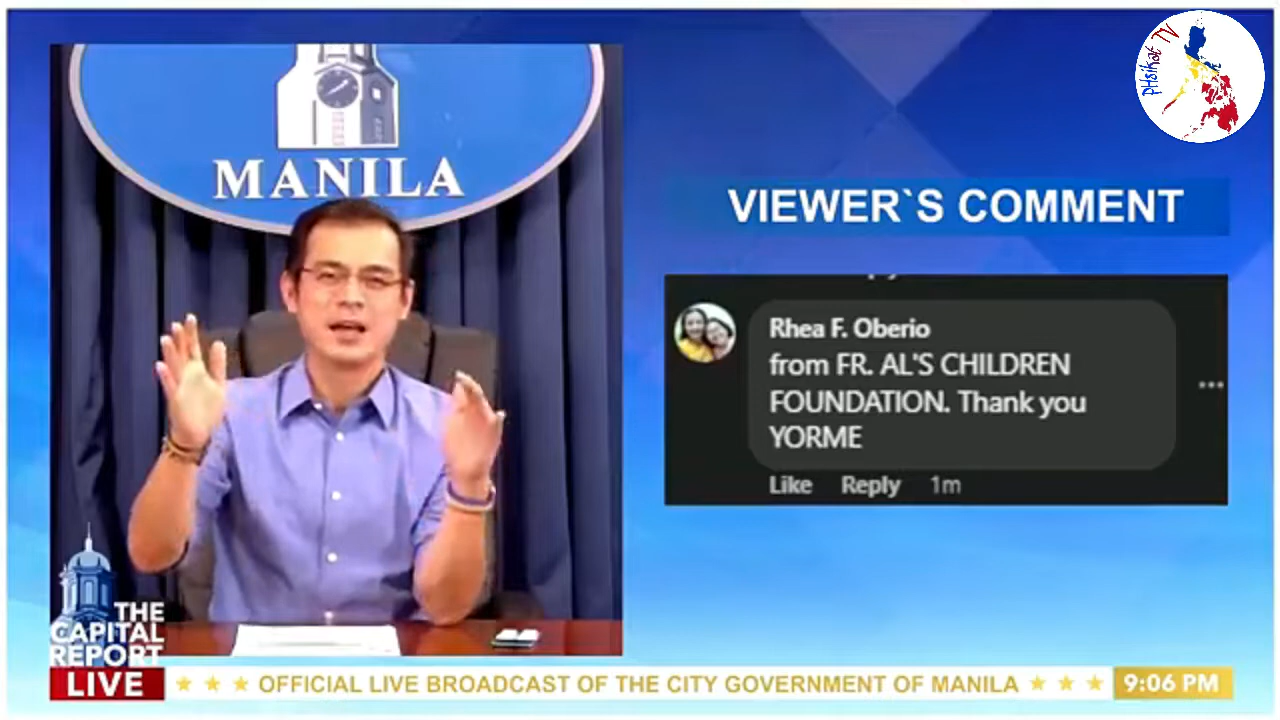 PHsikat TV
MANILA
VIEWER`S COMMENT
Rhea F. Oberio
from FR. AL'S CHILDREN
FOUNDATION. Thank you
YORME
Like Reply 1m
THE
CAPITAL
REPORT
LIVE
OFFICIAL LIVE BROADCAST OF THE CITY GOVERNMENT OF MANILA
9:06 PM